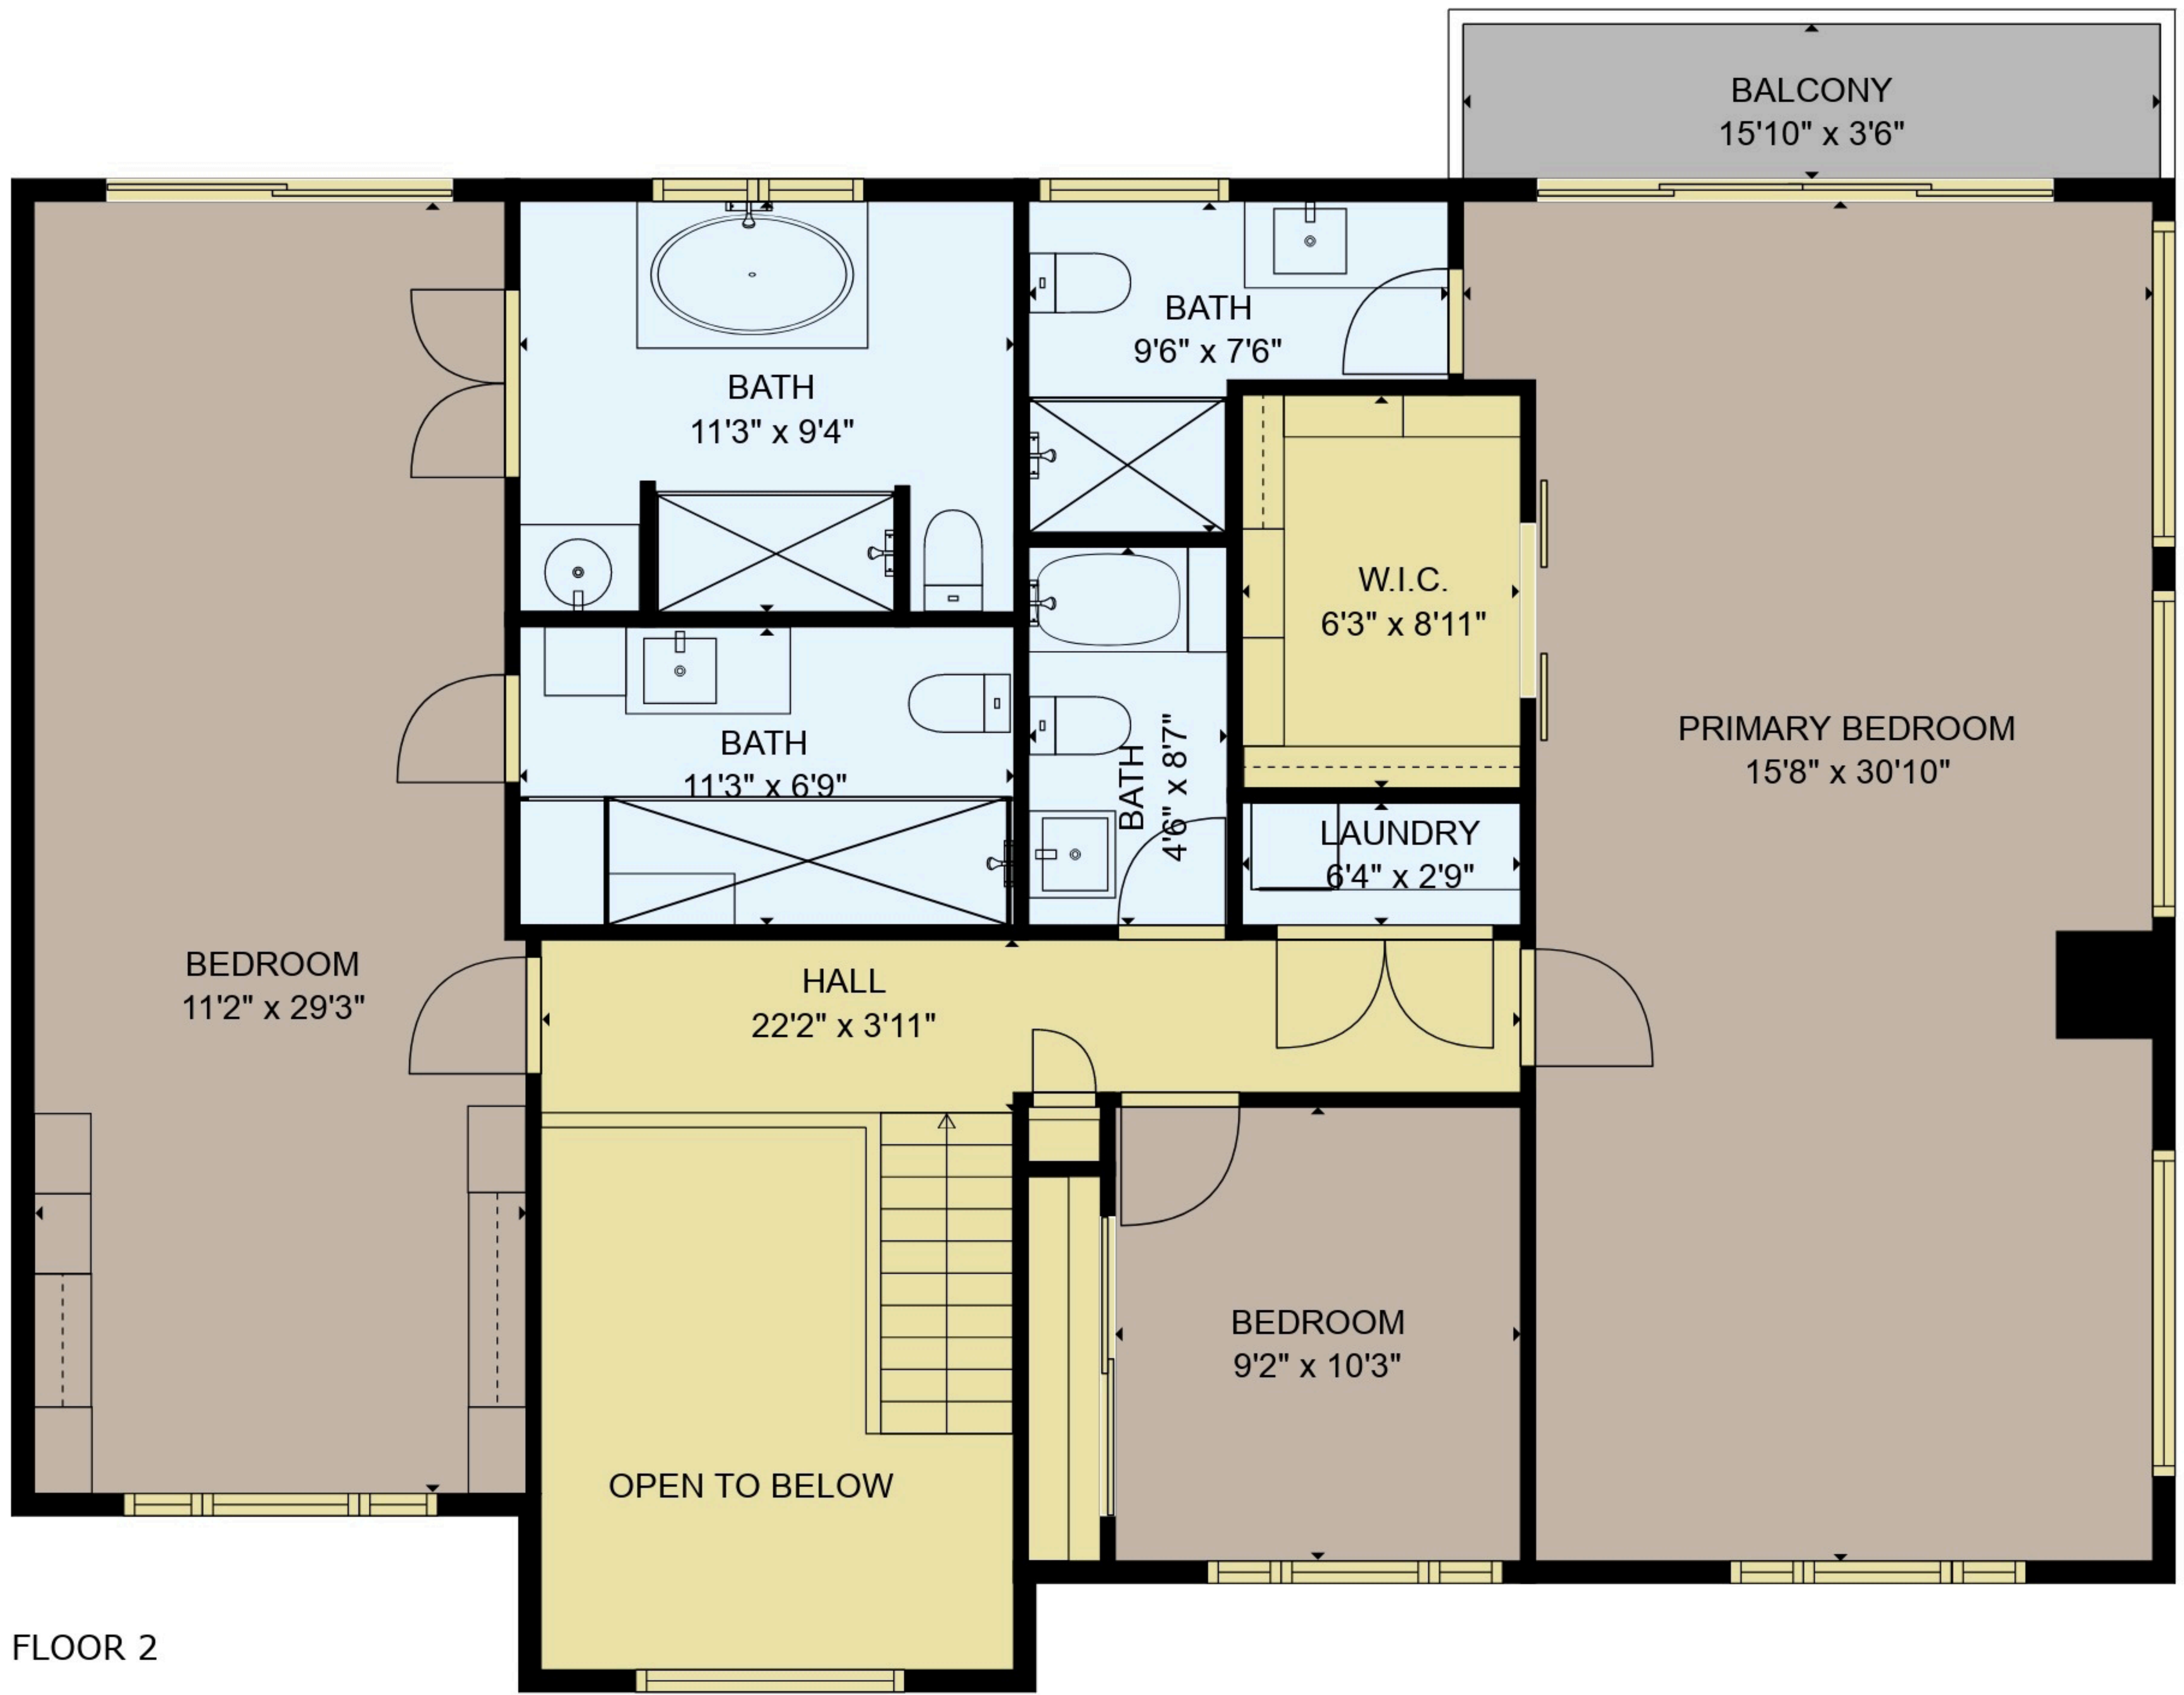 BALCONY
15'10" x 3'6"
BATH
9'6" x 7'6"
BATH
11'3" x 9'4"
W.I.C.
6'3" x 8'11"
PRIMARY BEDROOM
15'8" x 30'10"
BATH
11'3" x 6'9"
BATH
4'6" x 8'7"
LAUNDRY
6'4" x 2'9"
BEDROOM
11'2" x 29'3"
HALL
22'2" x 3'11"
BEDROOM
9'2" x 10'3"
OPEN TO BELOW
FLOOR 2